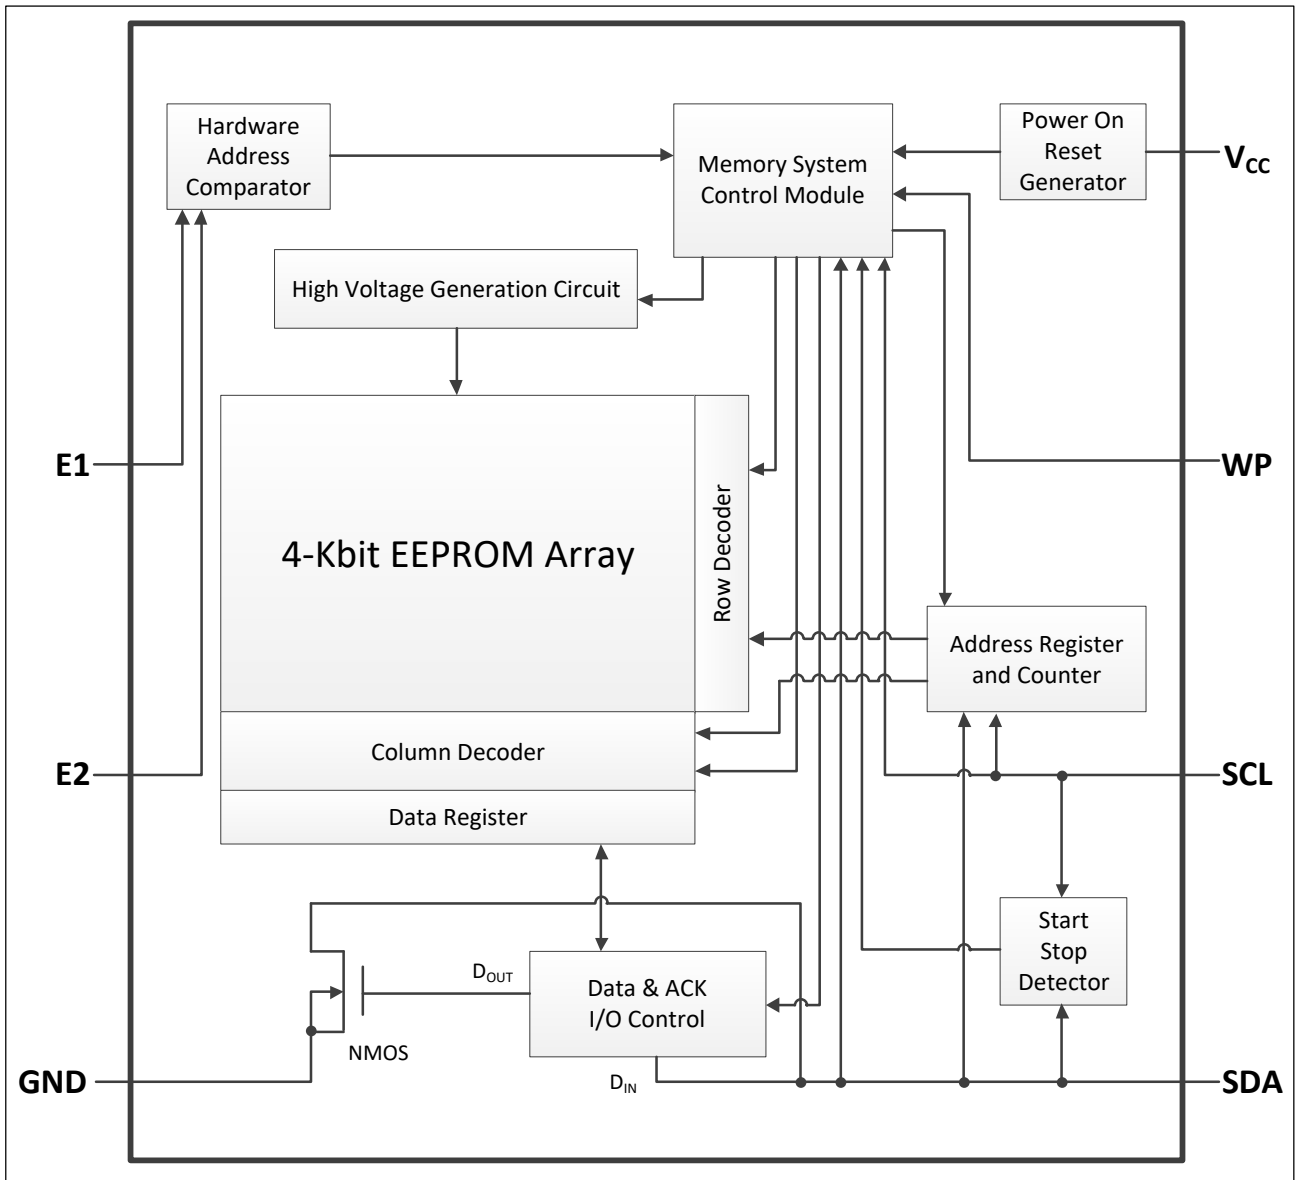 Hardware
Address
Comparator
Memory System
Control Module
Power On
Reset
Generator
VCC
High Voltage Generation Circuit
E1
WP
4-Kbit EEPROM Array
Row Decoder
Address Register
and Counter
Column Decoder
E2
SCL
Data Register
Start
Stop
Detector
DOUT
Data & ACK
I/O Control
NMOS
GND
DIN
SDA